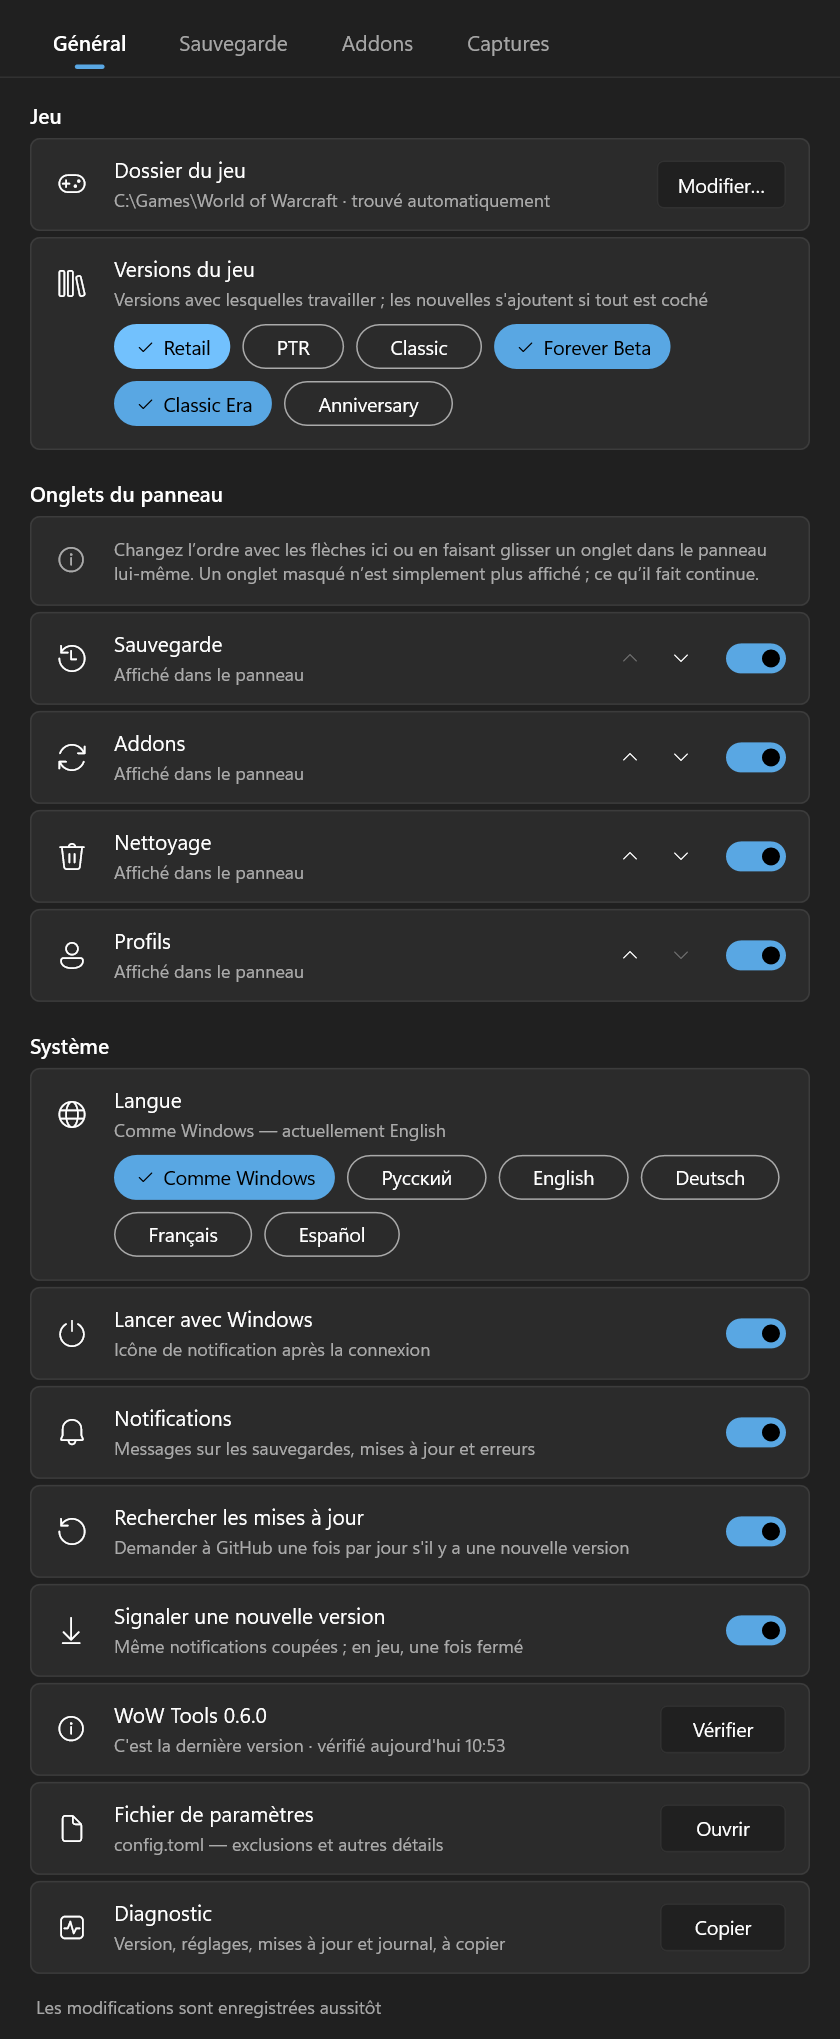 Général
Sauvegarde
Addons
Captures
Jeu
Dossier du jeu
C:\Games\World of Warcraft · trouvé automatiquement
Modifier...
Versions du jeu
Versions avec lesquelles travailler ; les nouvelles s'ajoutent si tout est coché
Retail
PTR
Classic
Forever Beta
Classic Era
Anniversary
Onglets du panneau
Changez l’ordre avec les flèches ici ou en faisant glisser un onglet dans le panneau
lui-même. Un onglet masqué n’est simplement plus affiché ; ce qu’il fait continue.
Sauvegarde
Affiché dans le panneau
Addons
Affiché dans le panneau
Nettoyage
Affiché dans le panneau
Profils
Affiché dans le panneau
Système
Langue
Comme Windows — actuellement English
Comme Windows
Русский
English
Deutsch
Français
Español
Lancer avec Windows
Icône de notification après la connexion
Notifications
Messages sur les sauvegardes, mises à jour et erreurs
Rechercher les mises à jour
Demander à GitHub une fois par jour s'il y a une nouvelle version
Signaler une nouvelle version
Même notifications coupées ; en jeu, une fois fermé
WoW Tools 0.6.0
C'est la dernière version · vérifié aujourd'hui 10:53
Vérifier
Fichier de paramètres
config.toml — exclusions et autres détails
Ouvrir
Diagnostic
Version, réglages, mises à jour et journal, à copier
Copier
Les modifications sont enregistrées aussitôt